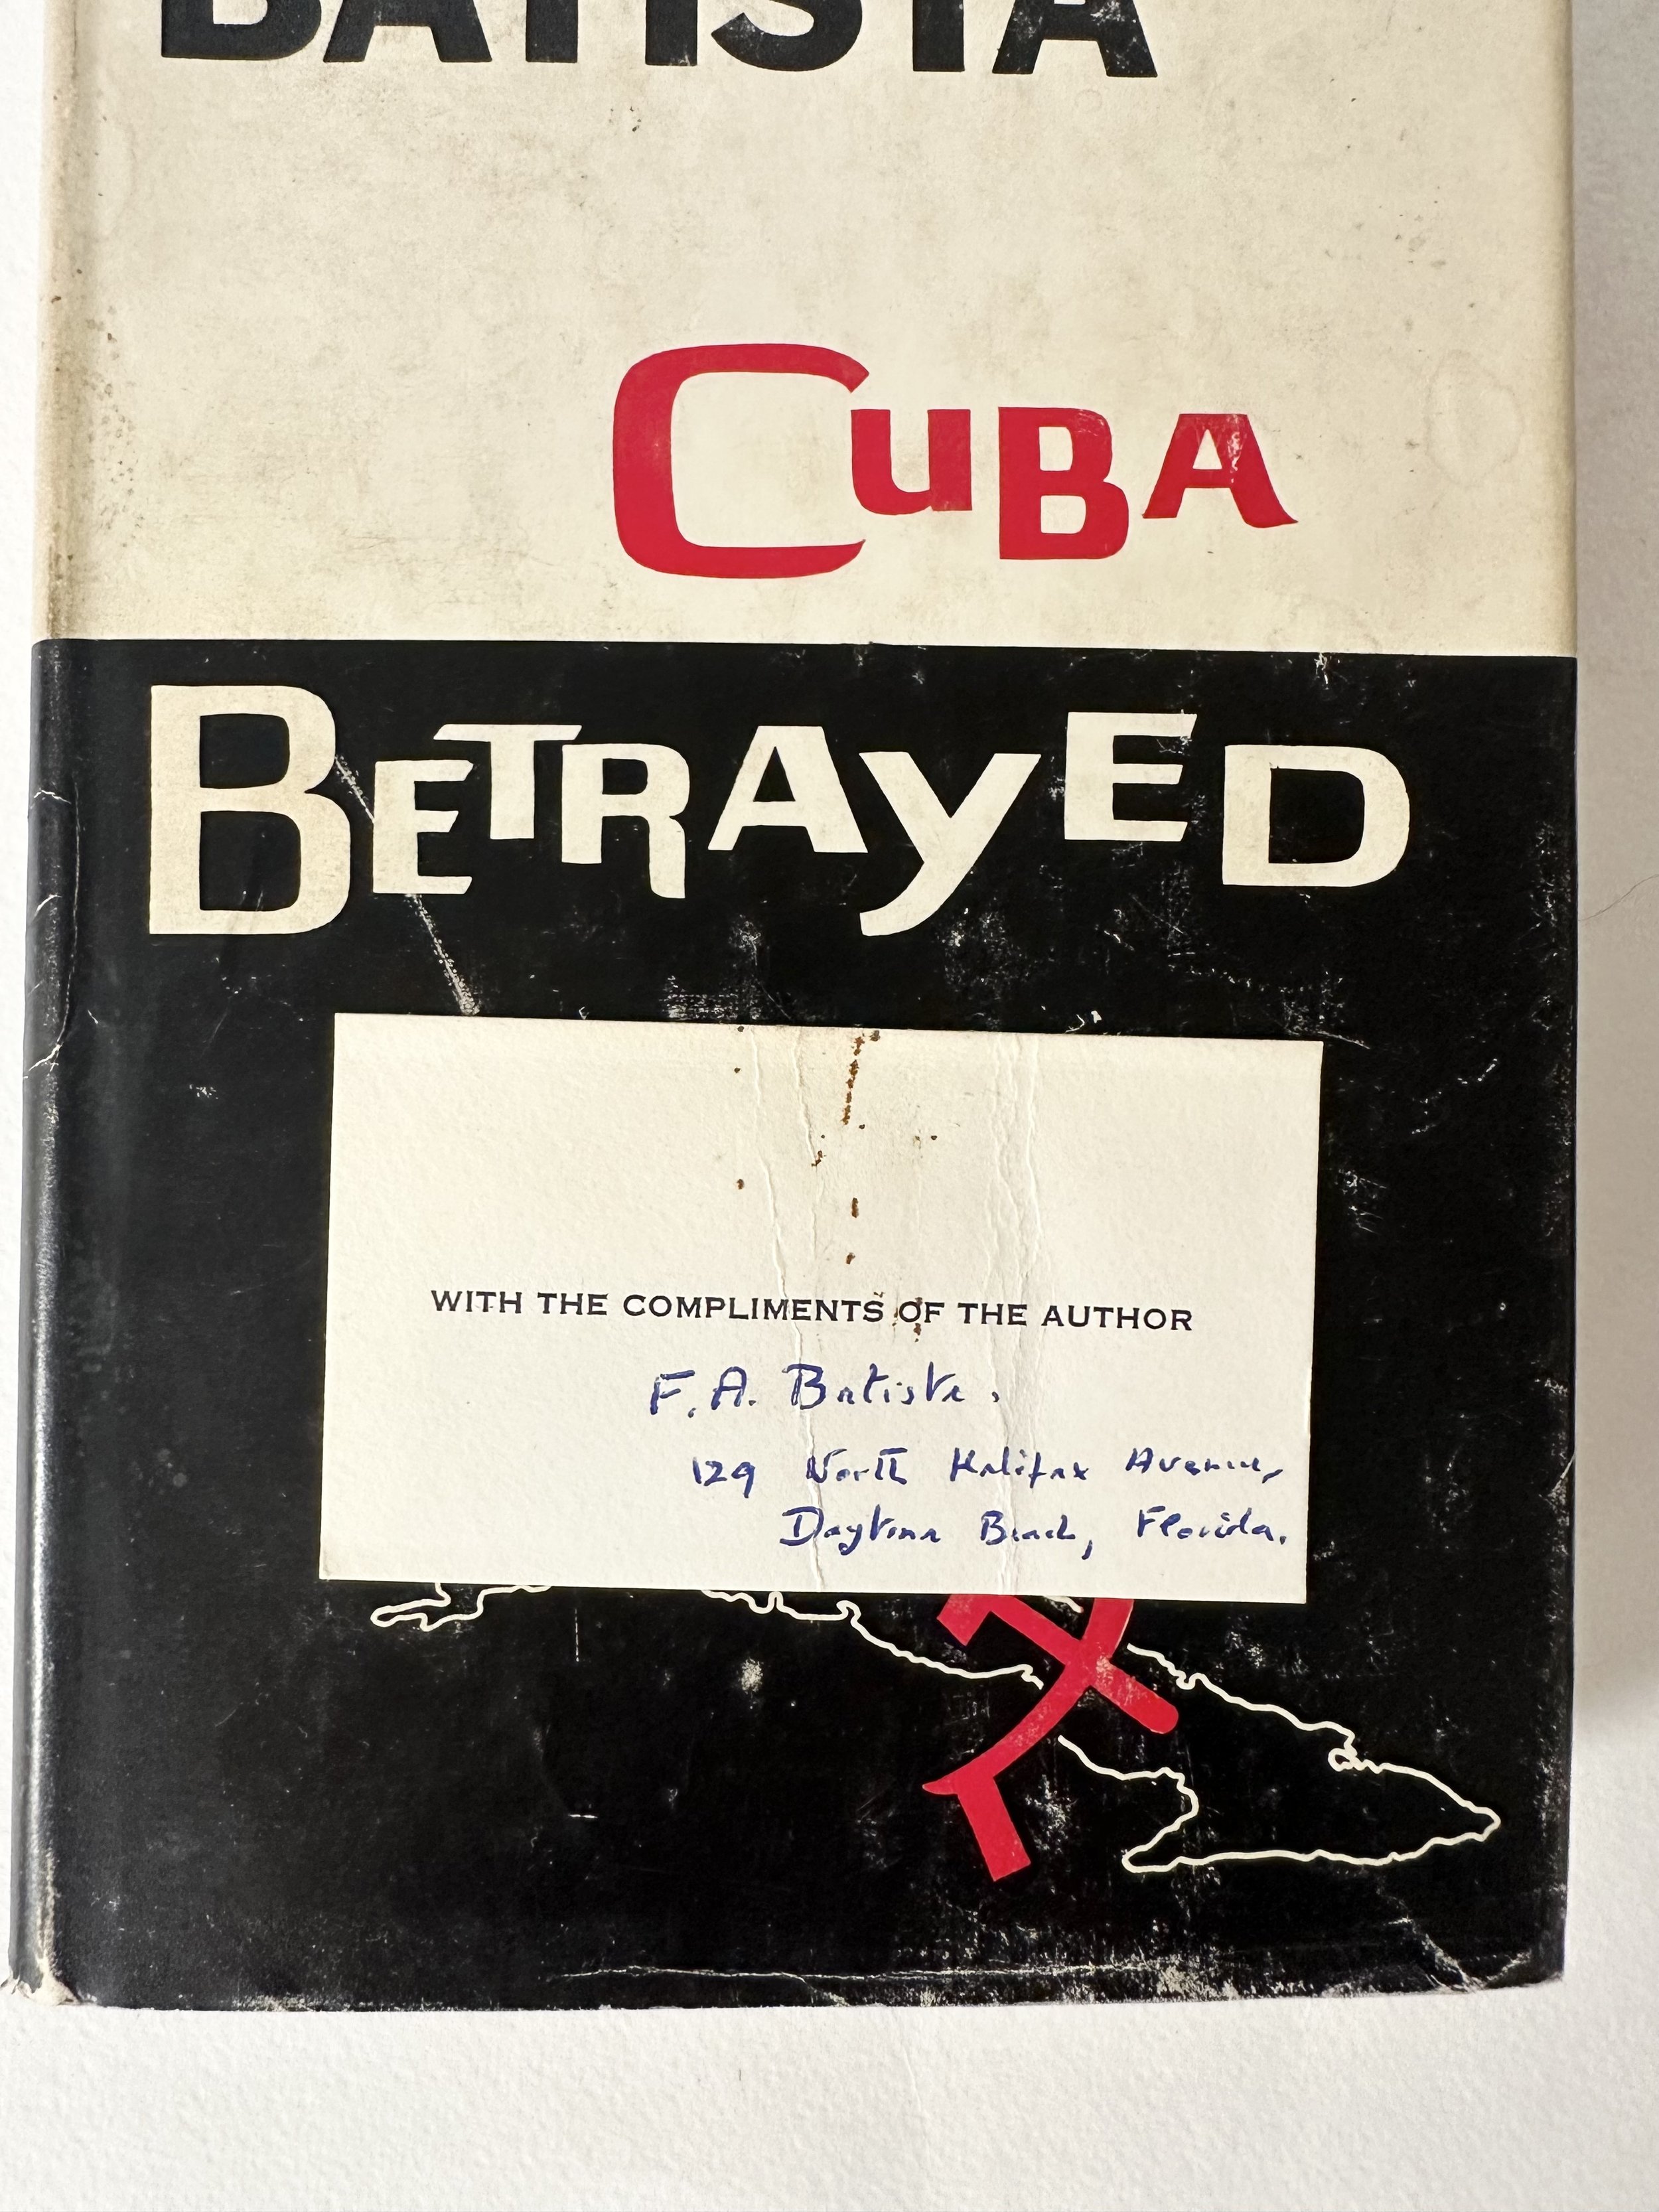 BATISTA
CUBA
BETRAYED
WITH THE COMPLIMENTS OF THE AUTHOR
F. A. Batista.
129 North Halifax Avenue,
Daytona Beach, Florida.